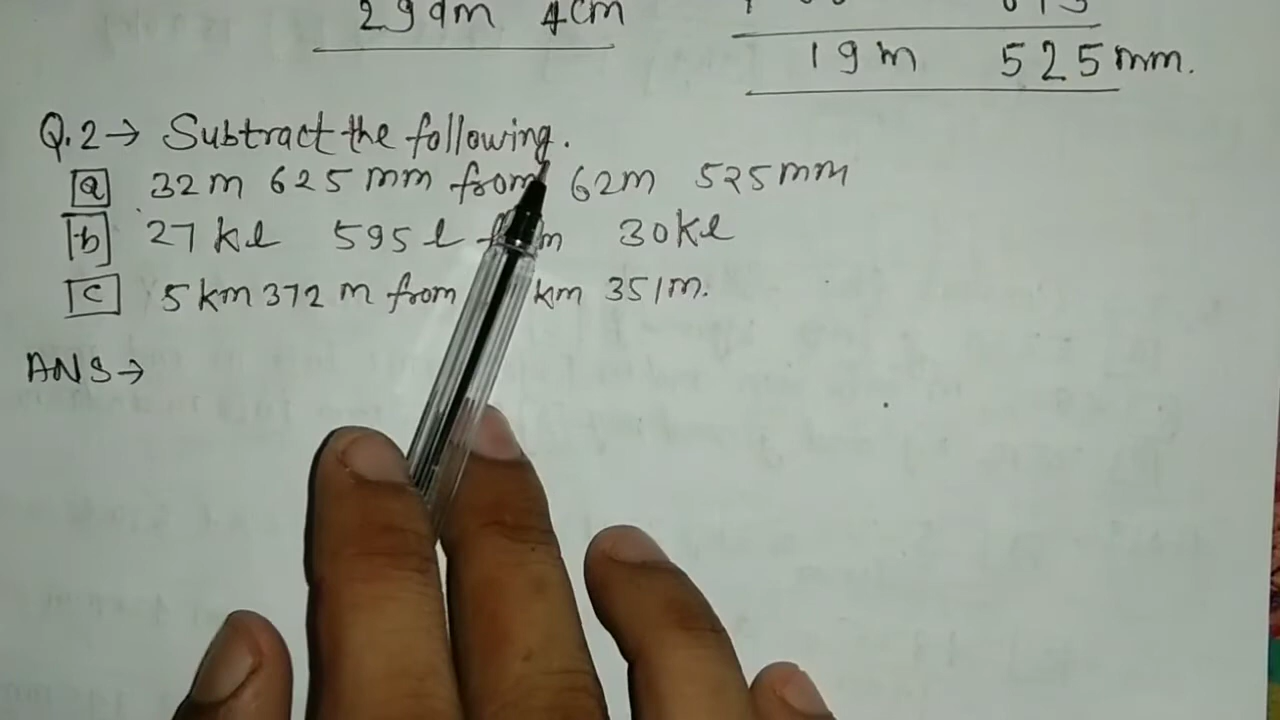 29dm 4cm
19m 525mm.
Q.2→ Subtract the following.
a 32m 625mm from 62m 525mm
b 27kl 595l 30kl
c 5km 372m from km 351m.
ANS→